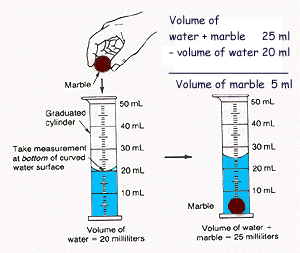 Volume of
water + marble 25 ml
- volume of water 20 ml
Volume of marble 5 ml
Marble
Graduated
cylinder
Take measurement
at bottom of curved
water surface
50 mL
40 mL
30 mL
20 mL
10 mL
Volume of
water = 20 milliliters
50 mL
40 mL
30 mL
20 mL
10 mL
Marble
Volume of water +
marble = 25 milliliters